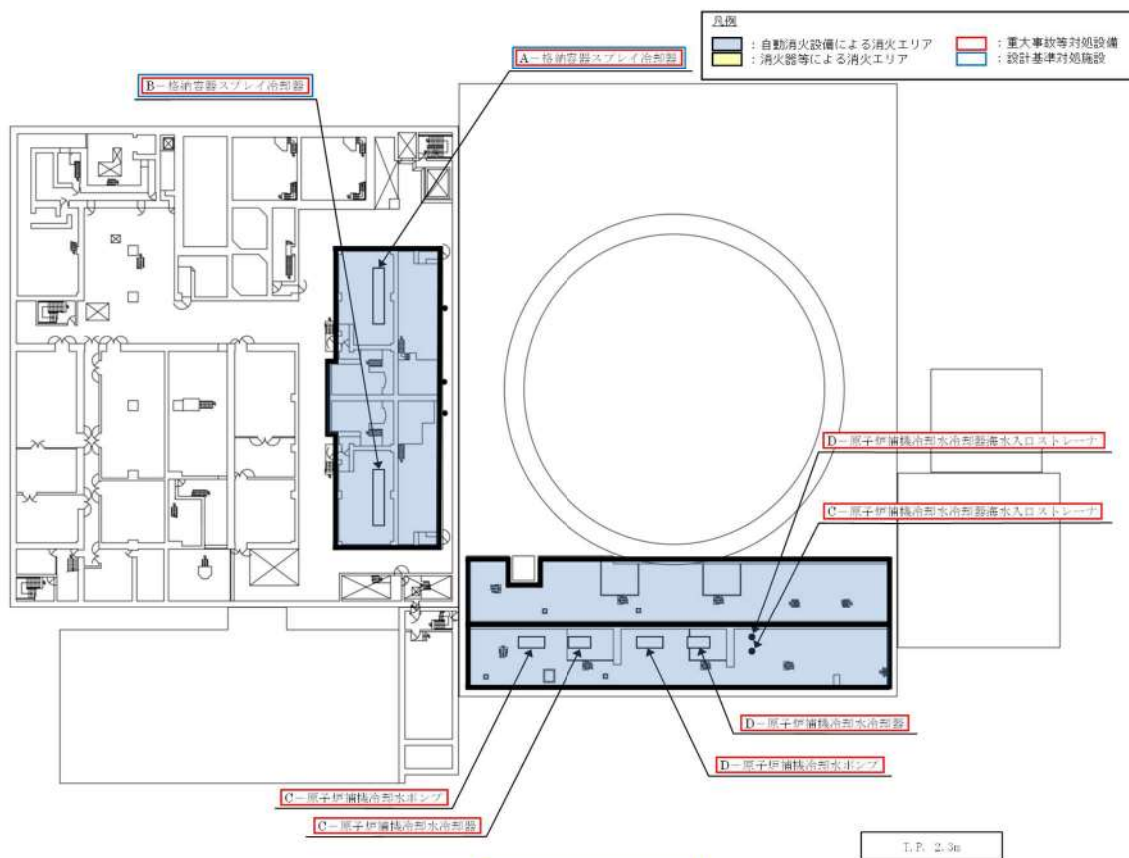 凡例
：自動消火設備による消火エリア
：重大事故等対処設備
：消火器等による消火エリア
：設計基準対処施設
A－格納容器スプレイ冷却器
B－格納容器スプレイ冷却器
D－原子炉補機冷却水冷却器海水入口ストレーナ
C－原子炉補機冷却水冷却器海水入口ストレーナ
D－原子炉補機冷却水冷却器
D－原子炉補機冷却水ポンプ
C－原子炉補機冷却水ポンプ
C－原子炉補機冷却水冷却器
T.P. 2.3m